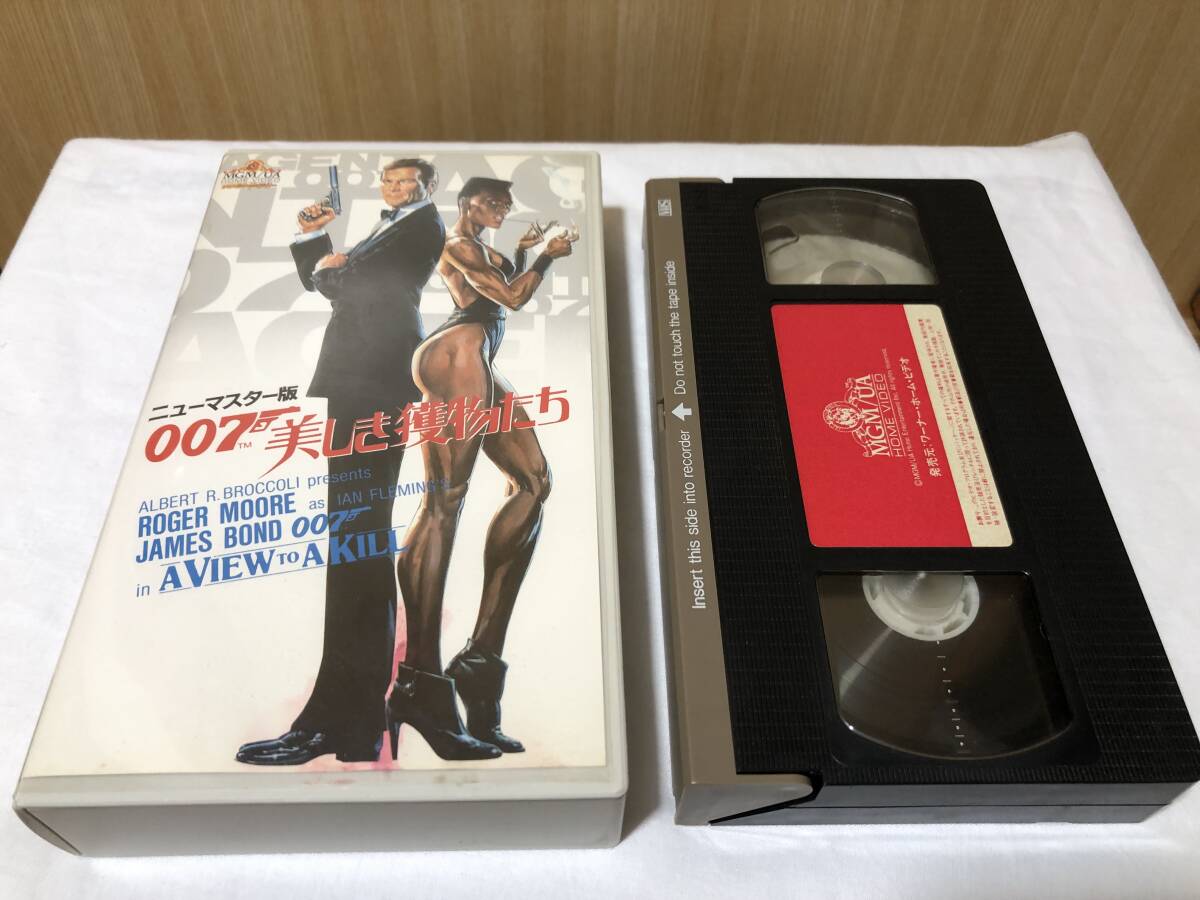 MGM/UA
HOME VIDEO
AGENT
ニューマスター版
007 TM 美しき獲物たち
ALBERT R. BROCCOLI presents
ROGER MOORE as IAN FLEMING'S
JAMES BOND 007
in A VIEW TO A KILL
VHS
Insert this side into recorder Do not touch the tape inside
MGM/UA
HOME VIDEO
発売元:ワーナー・ホーム・ビデオ